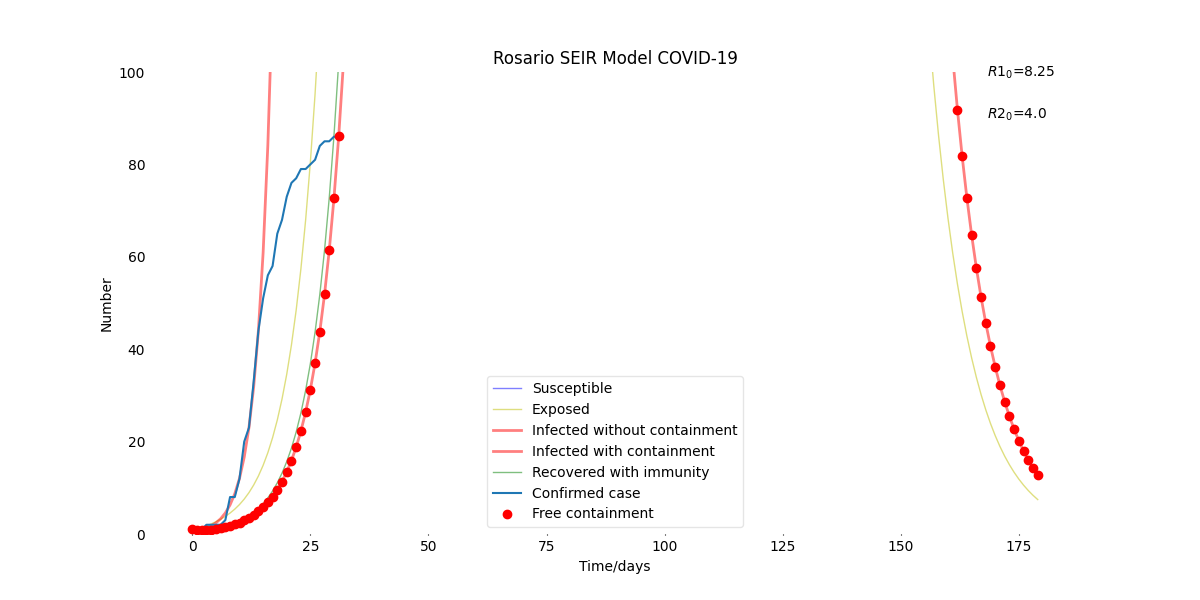 Rosario SEIR Model COVID-19
R1₀=8.25
R2₀=4.0
100
80
60
40
20
0
Number
0 25 50 75 100 125 150 175
Time/days
Susceptible
Exposed
Infected without containment
Infected with containment
Recovered with immunity
Confirmed case
Free containment